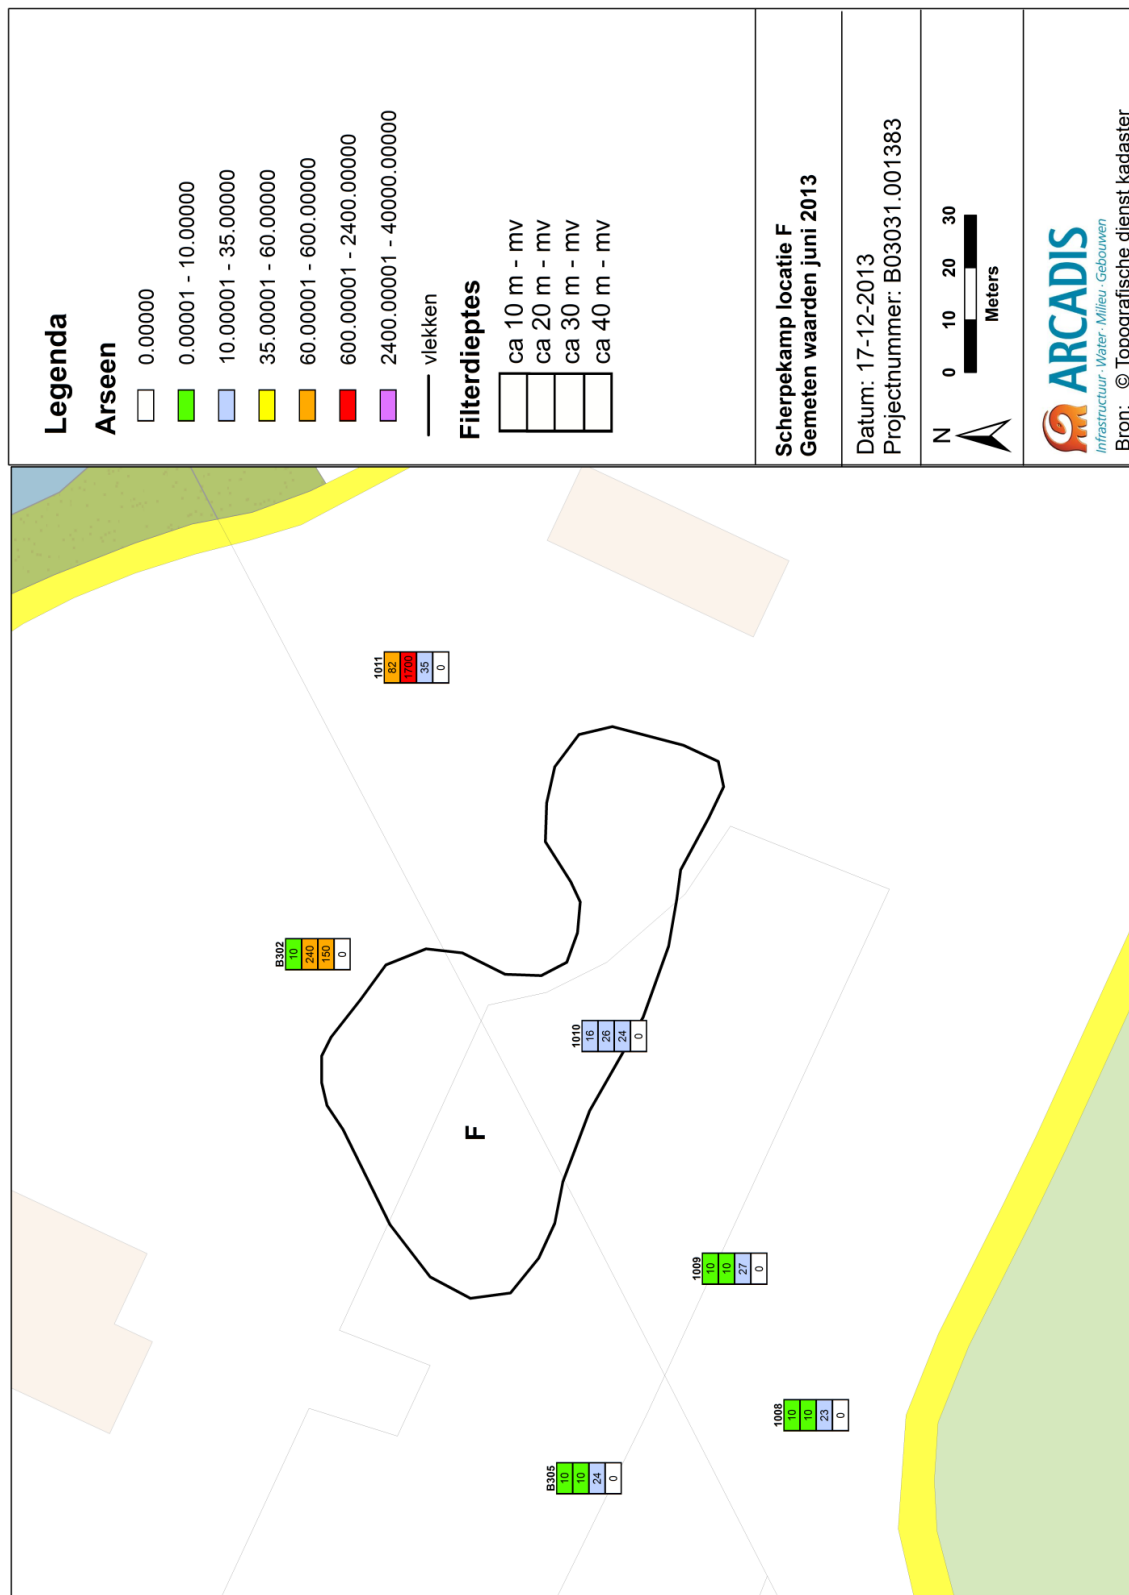 Legenda
Arseen
0.00000
0.00001 - 10.00000
10.00001 - 35.00000
35.00001 - 60.00000
60.00001 - 600.00000
600.00001 - 2400.00000
2400.00001 - 40000.00000
vlekken
Filterdieptes
ca 10 m - mv
ca 20 m - mv
ca 30 m - mv
ca 40 m - mv
Scherpekamp locatie F
Gemeten waarden juni 2013
Datum: 17-12-2013
Projectnummer: B03031.001383
N
0 10 20 30
Meters
ARCADIS
Infrastructuur · Water · Milieu · Gebouwen
Bron: © Topografische dienst kadaster
B302
10
240
150
0
1011
82
1700
35
0
F
1010
16
26
24
0
B305
10
10
24
0
1009
10
10
27
0
1008
10
10
23
0